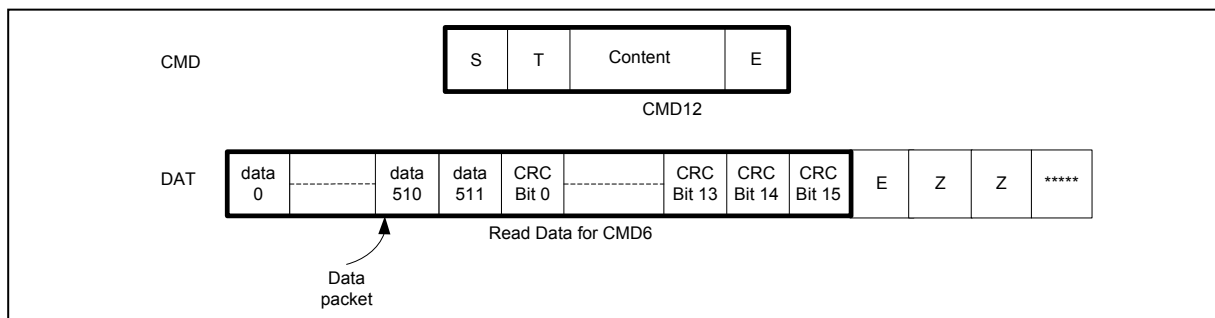 CMD
S T Content E
CMD12
DAT
data 0 data 510 data 511 CRC Bit 0 CRC Bit 13 CRC Bit 14 CRC Bit 15 E Z Z *****
Read Data for CMD6
Data
packet